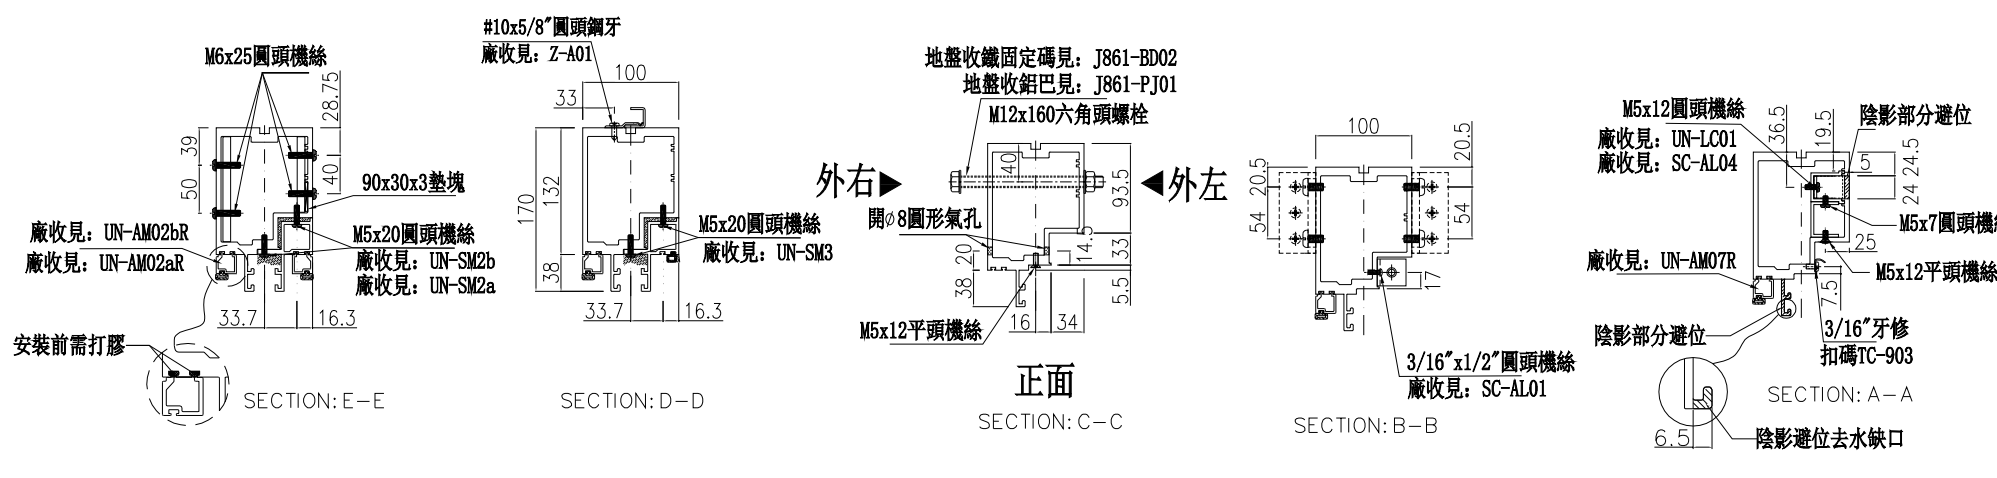 M6x25圓頭機絲
28.75
39
50
40
90x30x3墊塊
廠收見: UN-AM02bR
廠收見: UN-AM02aR
M5x20圓頭機絲
廠收見: UN-SM2b
廠收見: UN-SM2a
33.7
16.3
安裝前需打膠
SECTION: E-E
#10x5/8"圓頭鋼牙
廠收見: Z-A01
100
33
170
132
38
M5x20圓頭機絲
廠收見: UN-SM3
33.7
16.3
SECTION: D-D
地盤收鐵固定碼見: J861-BD02
地盤收鋁巴見: J861-PJ01
M12x160六角頭螺栓
外右
外左
40
93.5
開⌀8圓形氣孔
20
38
14.5
33
5.5
16
34
M5x12平頭機絲
正面
SECTION: C-C
100
20.5
20.5
54
54
17
3/16"x1/2"圓頭機絲
廠收見: SC-AL01
SECTION: B-B
M5x12圓頭機絲
廠收見: UN-LC01
廠收見: SC-AL04
36.5
19.5
陰影部分避位
5
24.5
24
M5x7圓頭機
25
M5x12平頭機絲
廠收見: UN-AM07R
7.5
陰影部分避位
3/16"牙修
扣碼TC-903
SECTION: A-A
6.5
陰影避位去水缺口